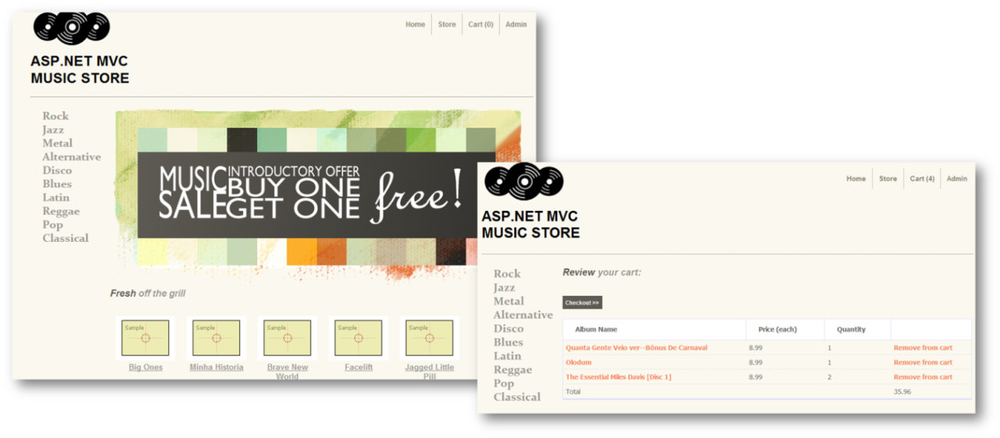 Home Store Cart (0) Admin
ASP.NET MVC
MUSIC STORE
Rock
Jazz
Metal
Alternative
Disco
Blues
Latin
Reggae
Pop
Classical
MUSIC SALE
INTRODUCTORY OFFER
BUY ONE
GET ONE
free!
Fresh off the grill
Sample Sample Sample Sample Sample
Big Ones
Minha Historia
Brave New
World
Facelift
Jagged Little
Pill
Home Store Cart (4) Admin
ASP.NET MVC
MUSIC STORE
Rock
Jazz
Metal
Alternative
Disco
Blues
Latin
Reggae
Pop
Classical
Review your cart:
Checkout >>
Album Name Price (each) Quantity
Quanta Gente Veio ver--Bônus De Carnaval 8.99 1 Remove from cart
Olodum 8.99 1 Remove from cart
The Essential Miles Davis [Disc 1] 8.99 2 Remove from cart
Total 35.96